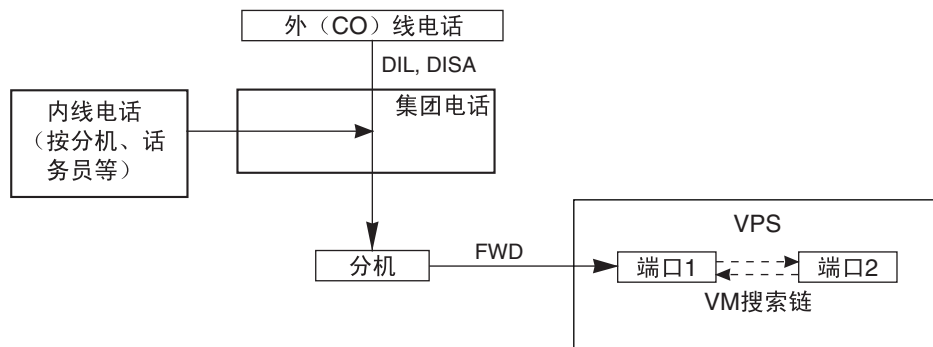 外（CO）线电话
DIL, DISA
集团电话
内线电话
（按分机、话
务员等）
VPS
分机
FWD
端口1
端口2
VM搜索链